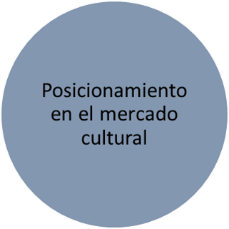 Posicionamiento
en el mercado
cultural